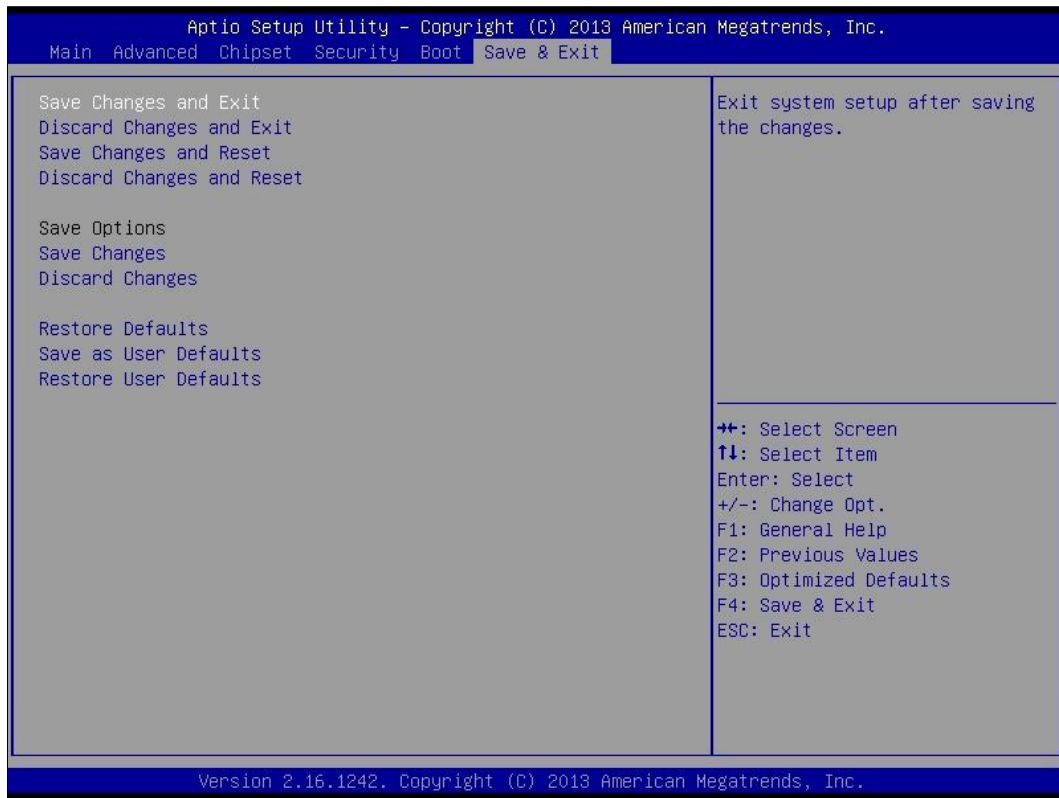 Aptio Setup Utility – Copyright (C) 2013 American Megatrends, Inc.
Main Advanced Chipset Security Boot Save & Exit
Save Changes and Exit
Discard Changes and Exit
Save Changes and Reset
Discard Changes and Reset
Save Options
Save Changes
Discard Changes
Restore Defaults
Save as User Defaults
Restore User Defaults
Exit system setup after saving
the changes.
→←: Select Screen
↑↓: Select Item
Enter: Select
+/-: Change Opt.
F1: General Help
F2: Previous Values
F3: Optimized Defaults
F4: Save & Exit
ESC: Exit
Version 2.16.1242. Copyright (C) 2013 American Megatrends, Inc.